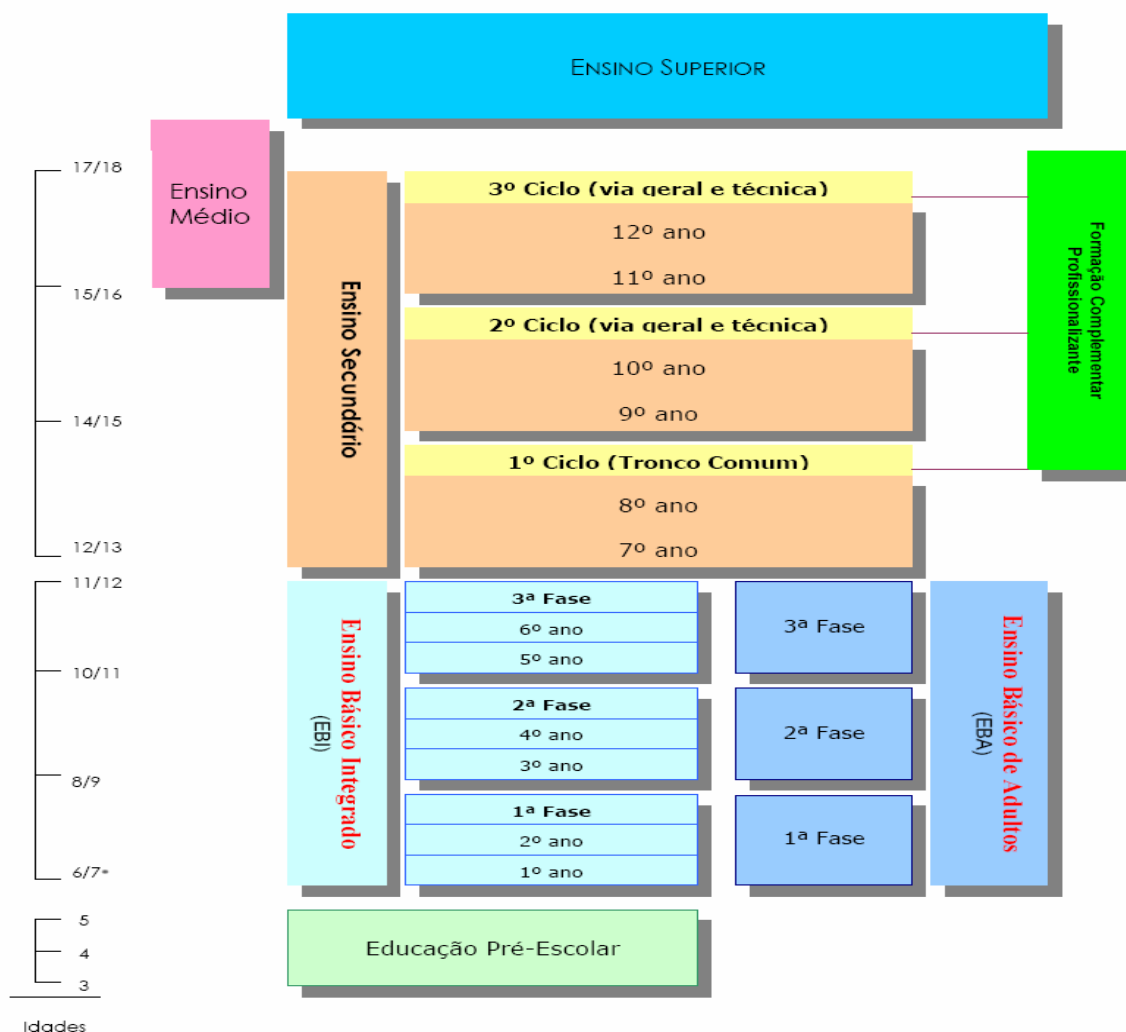 ENSINO SUPERIOR
17/18
Ensino
Médio
15/16
14/15
12/13
Ensino Secundário
3º Ciclo (via geral e técnica)
12º ano
11º ano
2º Ciclo (via geral e técnica)
10º ano
9º ano
1º Ciclo (Tronco Comum)
8º ano
7º ano
Formação Complementar
Profissionalizante
11/12
10/11
8/9
6/7*
Ensino Básico Integrado
(EBI)
3ª Fase
6º ano
5º ano
2ª Fase
4º ano
3º ano
1ª Fase
2º ano
1º ano
3ª Fase
2ª Fase
1ª Fase
Ensino Básico de Adultos
(EBA)
5
4
3
Educação Pré-Escolar
Idades